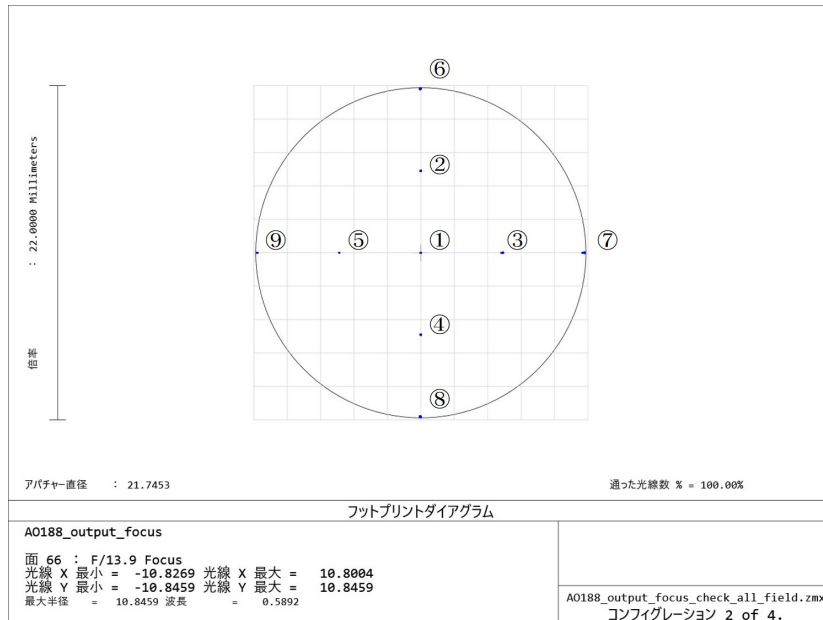 ⑥
②
⑨ ⑤ ① ③ ⑦
④
⑧
: 22.0000 Millimeters
倍率
アパチャー直径 : 21.7453
通った光線数 % = 100.00%
フットプリントダイアグラム
AO188_output_focus
面 66 : F/13.9 Focus
光線 X 最小 = -10.8269 光線 X 最大 = 10.8004
光線 Y 最小 = -10.8459 光線 Y 最大 = 10.8459
最大半径 = 10.8459 波長 = 0.5892
AO188_output_focus_check_all_field.zmx
コンフィグレーション 2 of 4.